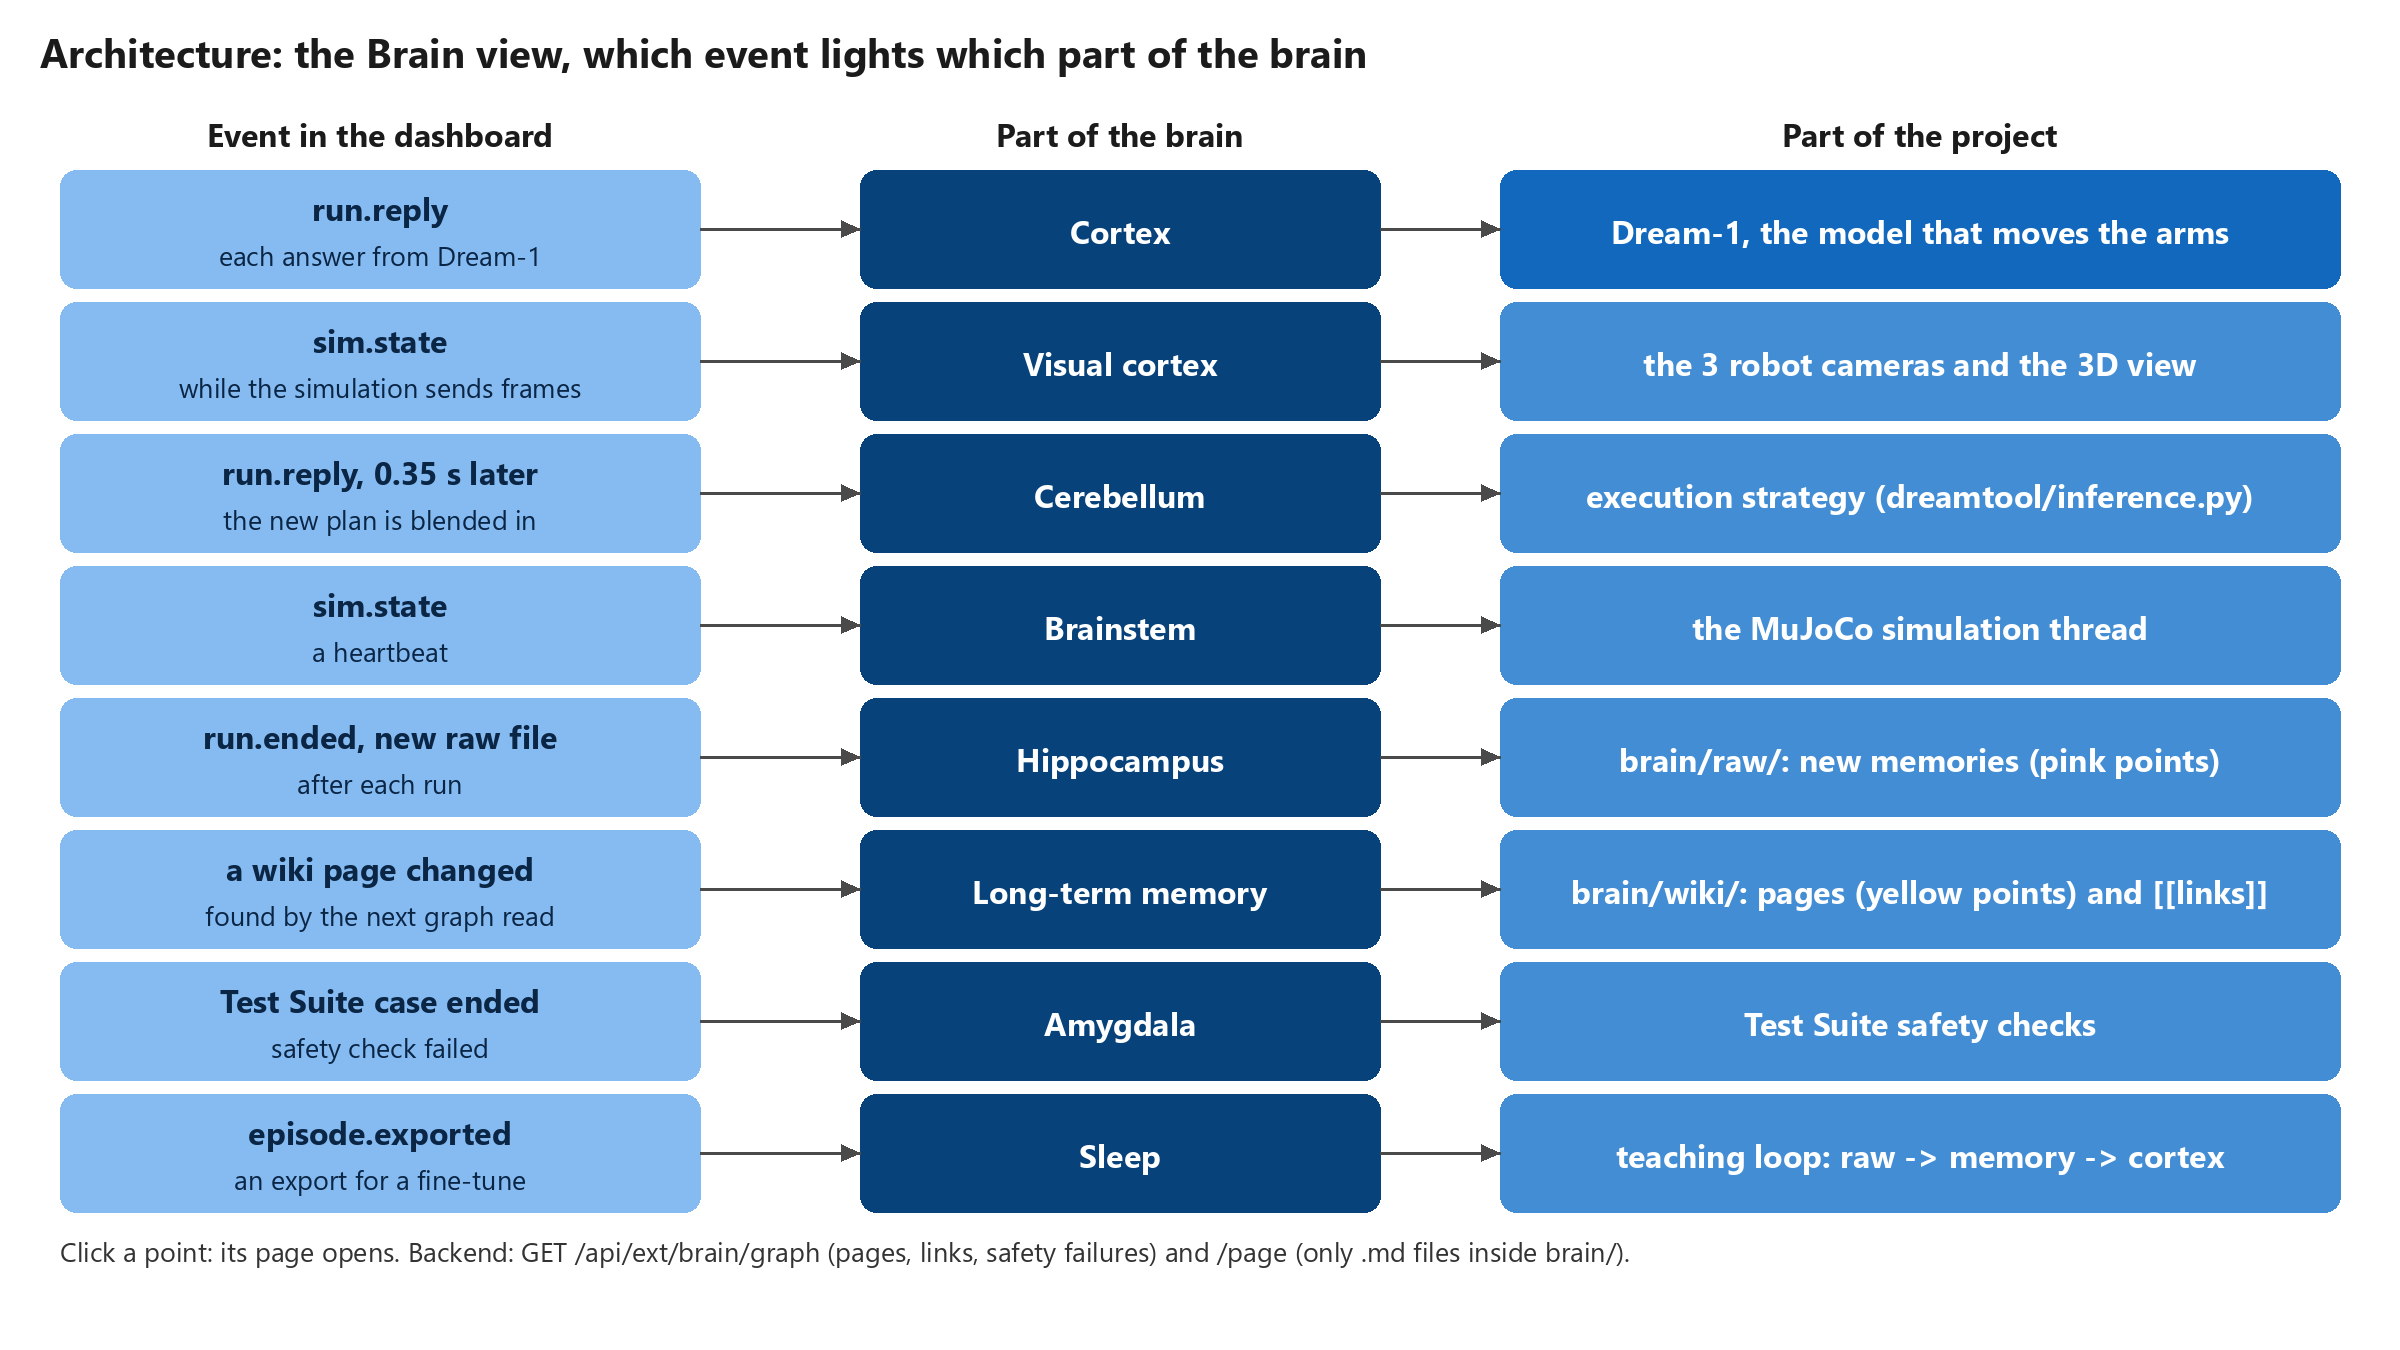 Architecture: the Brain view, which event lights which part of the brain
Event in the dashboard
Part of the brain
Part of the project
run.reply
each answer from Dream-1
Cortex
Dream-1, the model that moves the arms
sim.state
while the simulation sends frames
Visual cortex
the 3 robot cameras and the 3D view
run.reply, 0.35 s later
the new plan is blended in
Cerebellum
execution strategy (dreamtool/inference.py)
sim.state
a heartbeat
Brainstem
the MuJoCo simulation thread
run.ended, new raw file
after each run
Hippocampus
brain/raw/: new memories (pink points)
a wiki page changed
found by the next graph read
Long-term memory
brain/wiki/: pages (yellow points) and [[links]]
Test Suite case ended
safety check failed
Amygdala
Test Suite safety checks
episode.exported
an export for a fine-tune
Sleep
teaching loop: raw -> memory -> cortex
Click a point: its page opens. Backend: GET /api/ext/brain/graph (pages, links, safety failures) and /page (only .md files inside brain/).